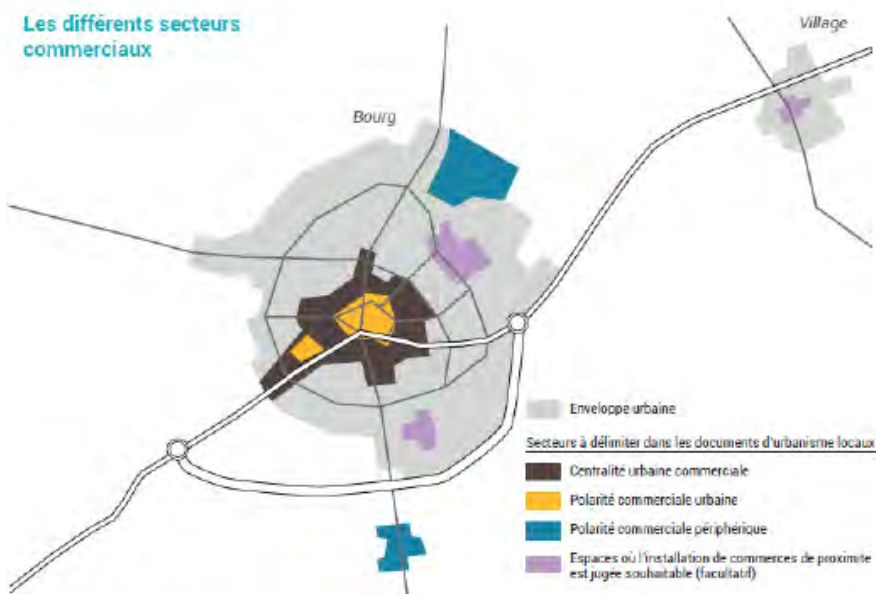 Les différents secteurs
commerciaux
Village
Bourg
Enveloppe urbaine
Secteurs à délimiter dans les documents d'urbanisme locaux
Centralité urbaine commerciale
Polarité commerciale urbaine
Polarité commerciale périphérique
Espaces où l'installation de commerces de proximite
est jugée souhaitable (facultatif)